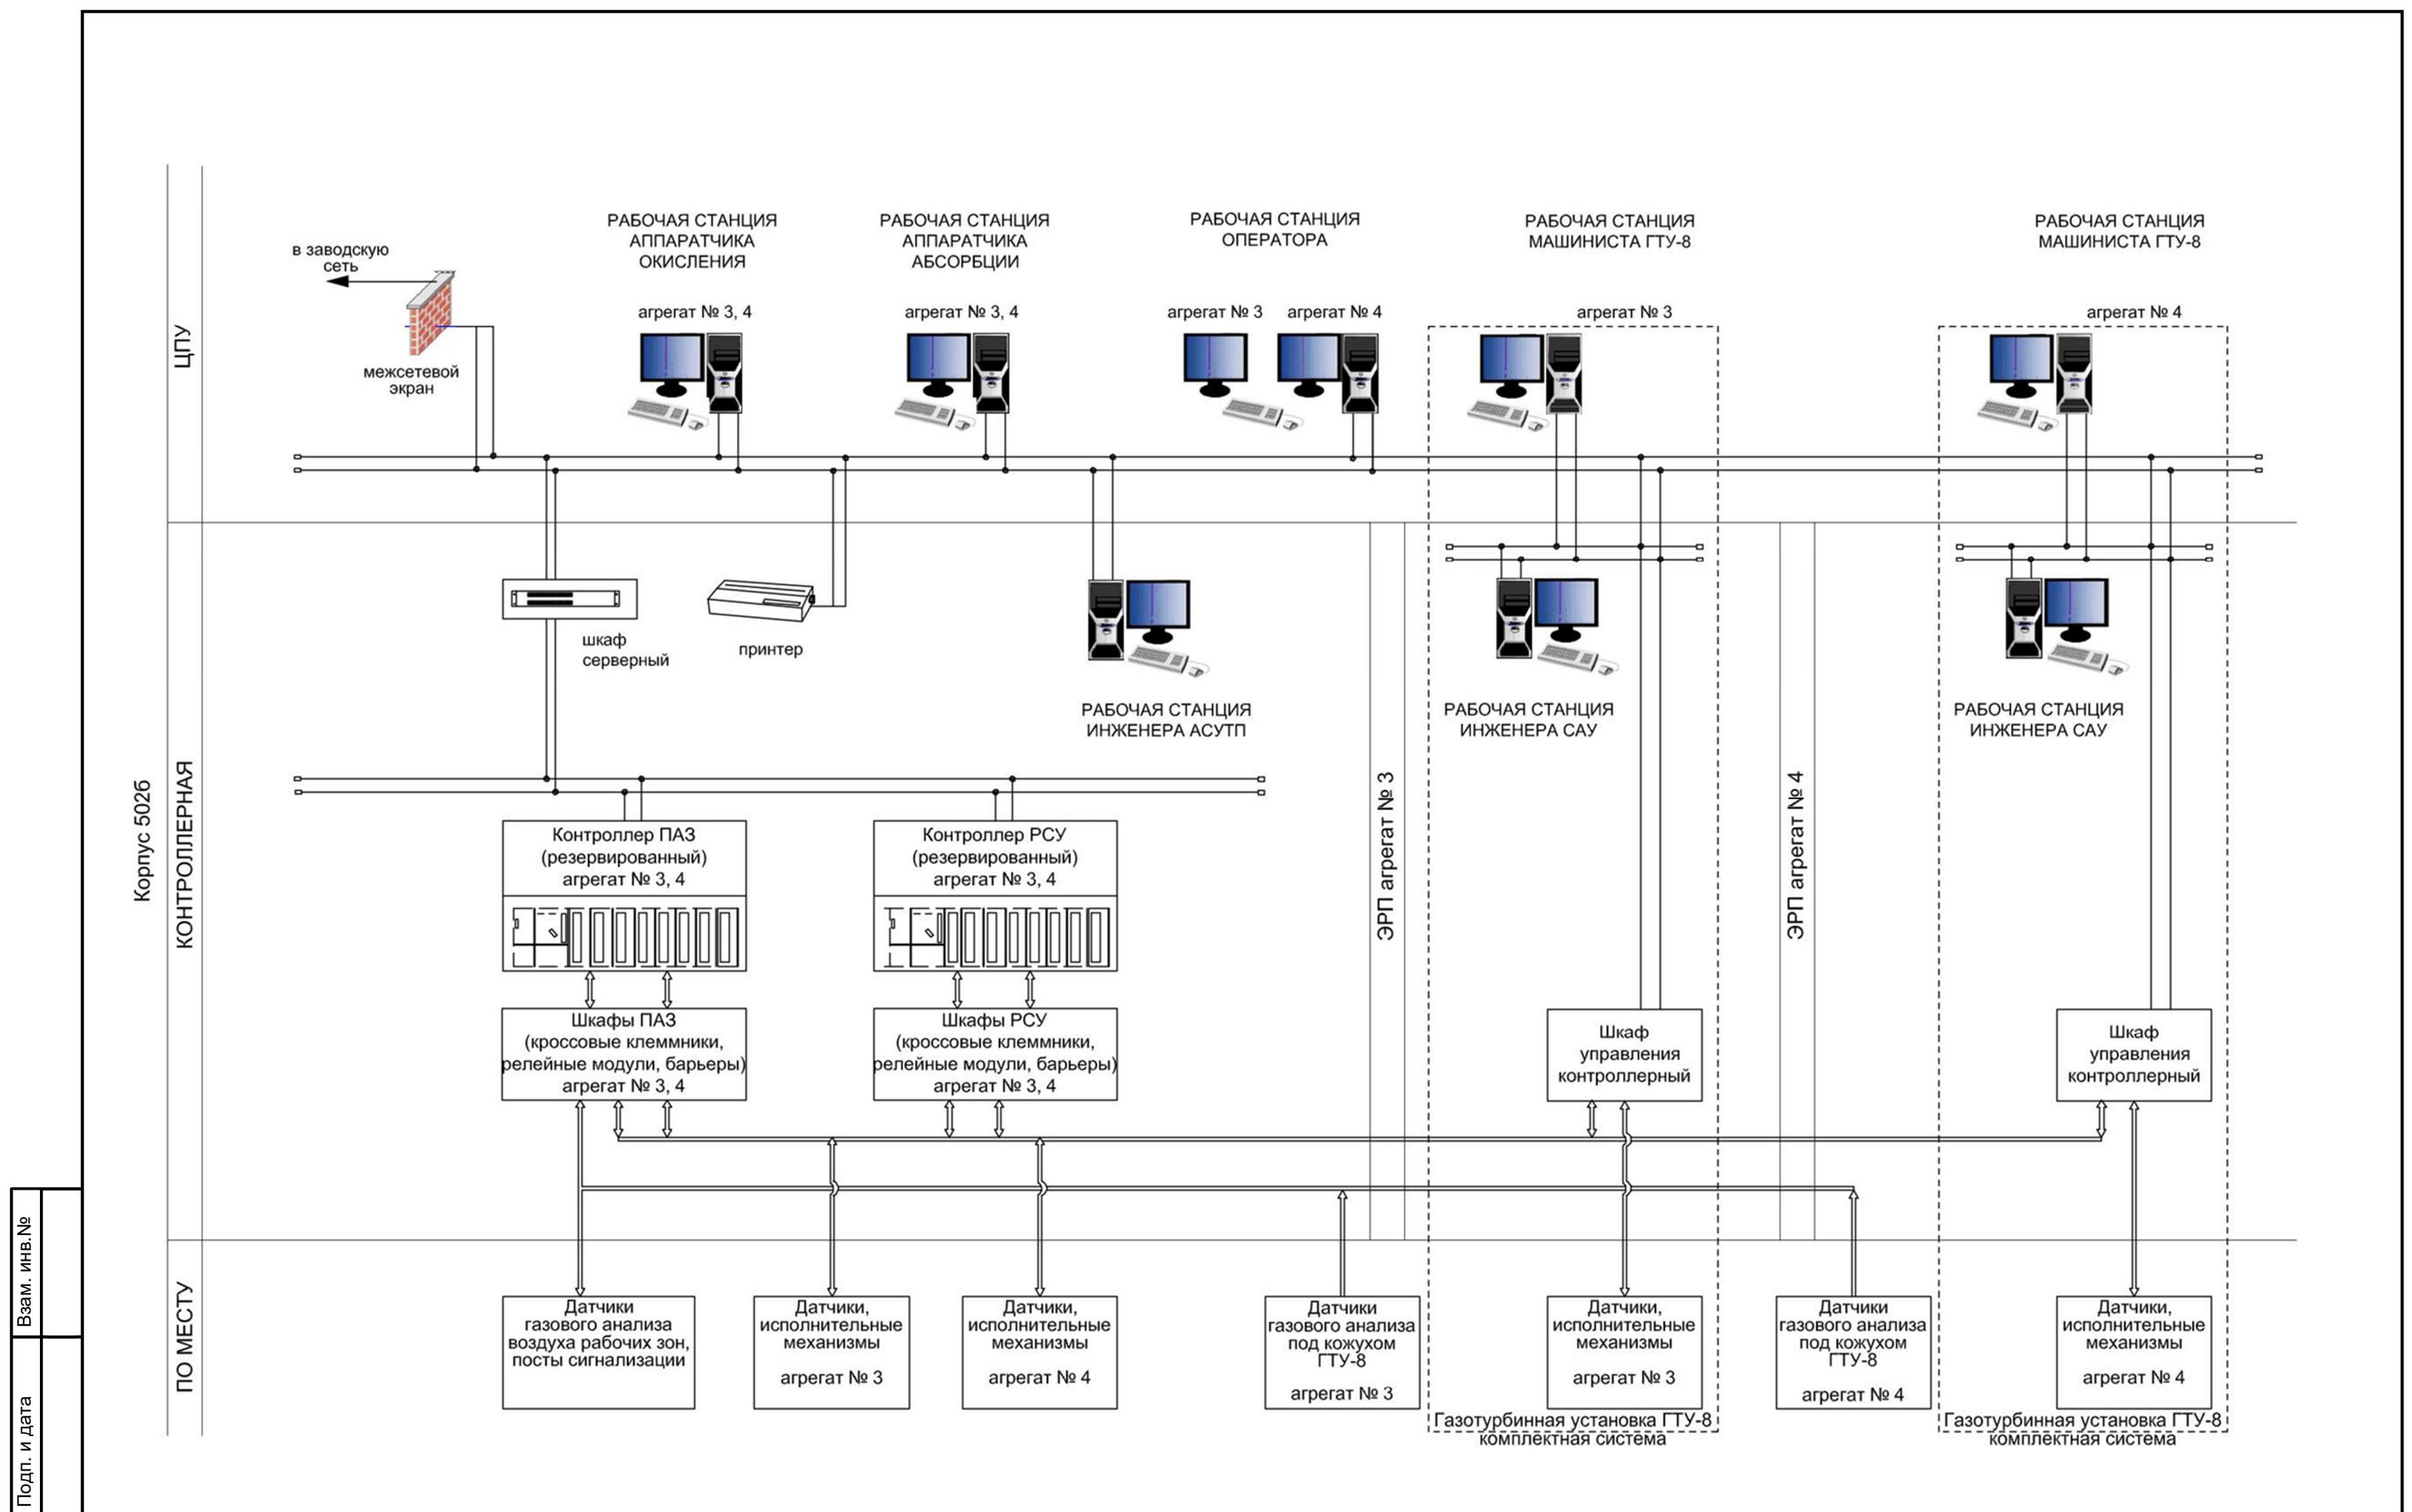 РАБОЧАЯ СТАНЦИЯ
АППАРАТЧИКА
ОКИСЛЕНИЯ
РАБОЧАЯ СТАНЦИЯ
АППАРАТЧИКА
АБСОРБЦИИ
РАБОЧАЯ СТАНЦИЯ
ОПЕРАТОРА
РАБОЧАЯ СТАНЦИЯ
МАШИНИСТА ГТУ-8
РАБОЧАЯ СТАНЦИЯ
МАШИНИСТА ГТУ-8
в заводскую
сеть
агрегат № 3, 4
агрегат № 3, 4
агрегат № 3
агрегат № 4
агрегат № 3
агрегат № 4
межсетевой
экран
ЦПУ
шкаф
серверный
принтер
РАБОЧАЯ СТАНЦИЯ
ИНЖЕНЕРА АСУТП
РАБОЧАЯ СТАНЦИЯ
ИНЖЕНЕРА САУ
РАБОЧАЯ СТАНЦИЯ
ИНЖЕНЕРА САУ
Корпус 502б
КОНТРОЛЛЕРНАЯ
ЭРП агрегат № 3
ЭРП агрегат № 4
Контроллер ПАЗ
(резервированный)
агрегат № 3, 4
Контроллер РСУ
(резервированный)
агрегат № 3, 4
Шкафы ПАЗ
(кроссовые клеммники,
релейные модули, барьеры)
агрегат № 3, 4
Шкафы РСУ
(кроссовые клеммники,
релейные модули, барьеры)
агрегат № 3, 4
Шкаф
управления
контроллерный
Шкаф
управления
контроллерный
ПО МЕСТУ
Датчики
газового анализа
воздуха рабочих зон,
посты сигнализации
Датчики,
исполнительные
механизмы
агрегат № 3
Датчики,
исполнительные
механизмы
агрегат № 4
Датчики
газового анализа
под кожухом
ГТУ-8
агрегат № 3
Датчики,
исполнительные
механизмы
агрегат № 3
Датчики
газового анализа
под кожухом
ГТУ-8
агрегат № 4
Датчики,
исполнительные
механизмы
агрегат № 4
Газотурбинная установка ГТУ-8
комплектная система
Газотурбинная установка ГТУ-8
комплектная система
Взам. инв.№
Подп. и дата